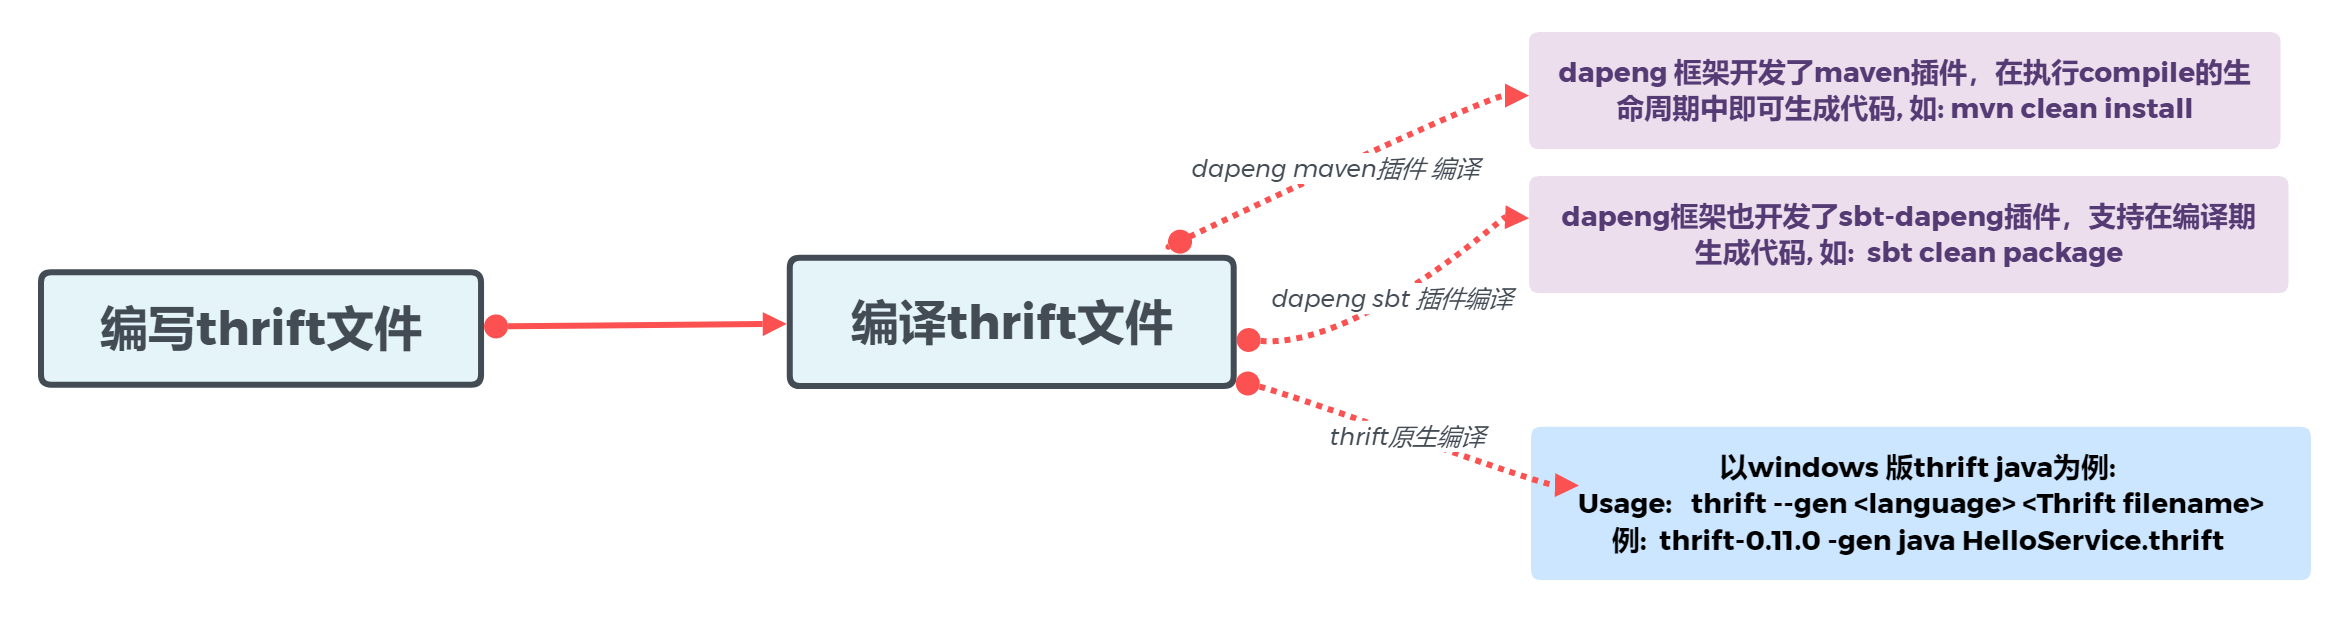 编写thrift文件
编译thrift文件
dapeng maven插件 编译
dapeng 框架开发了maven插件，在执行compile的生
命周期中即可生成代码, 如: mvn clean install
dapeng sbt 插件编译
dapeng框架也开发了sbt-dapeng插件，支持在编译期
生成代码, 如:  sbt clean package
thrift原生编译
以windows 版thrift java为例:
Usage:   thrift --gen <language> <Thrift filename>
例:  thrift-0.11.0 -gen java HelloService.thrift